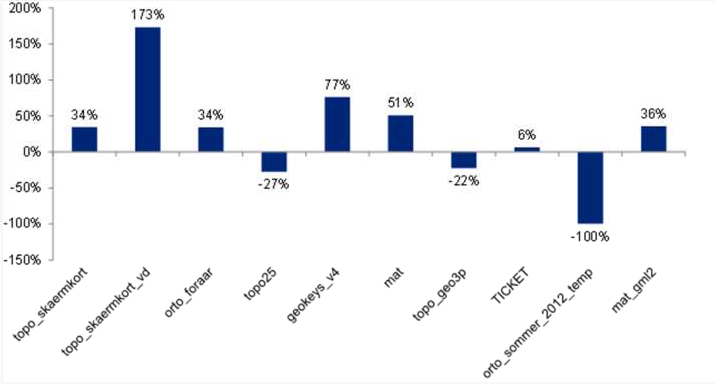 200%
150%
100%
50%
0%
-50%
-100%
-150%
34%
173%
34%
-27%
77%
51%
-22%
6%
-100%
36%
topo_skaermkort
topo_skaermkort_vd
orto_foraar
topo25
geokeys_v4
mat
topo_geo3p
TICKET
orto_sommer_2012_temp
mat_gml2